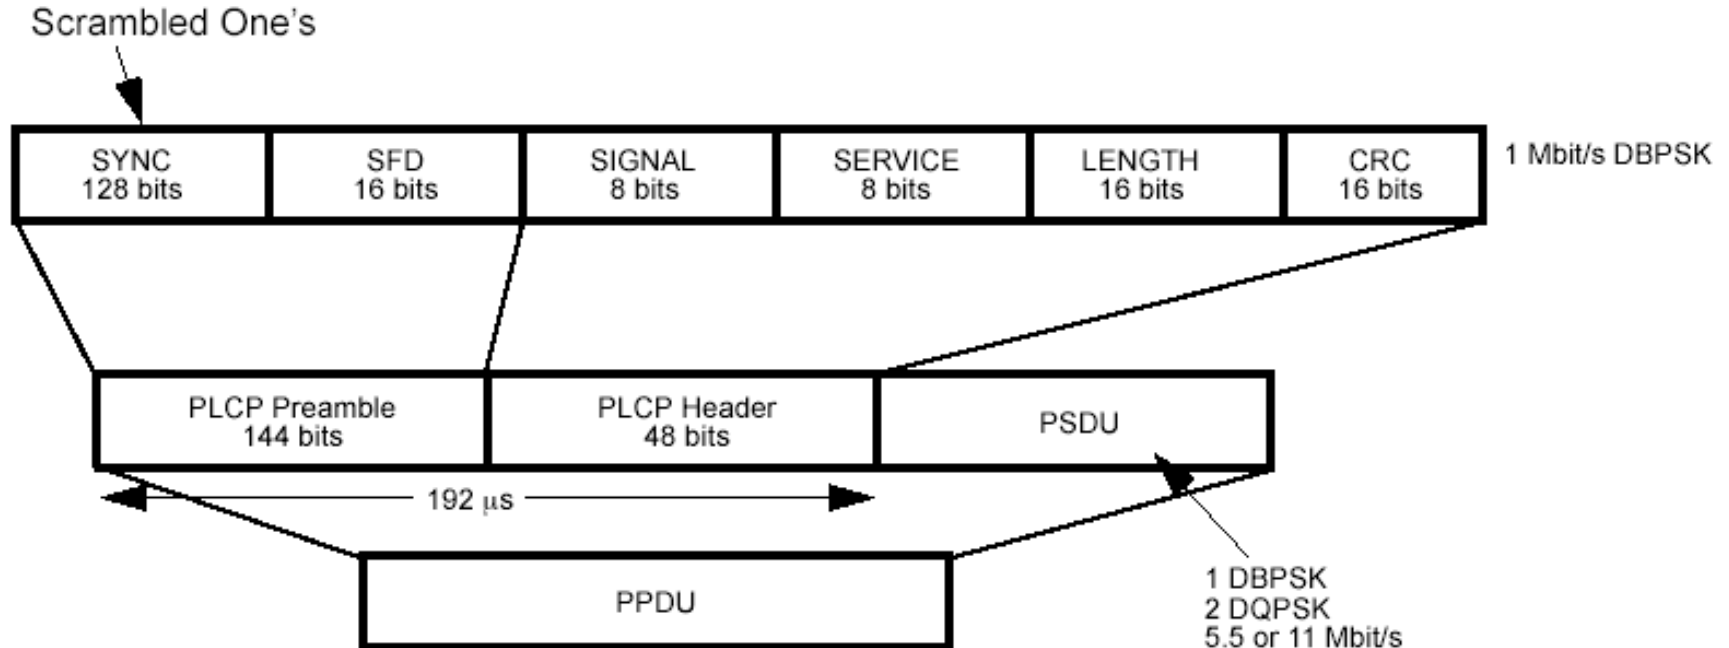 Scrambled One's
SYNC
128 bits
SFD
16 bits
SIGNAL
8 bits
SERVICE
8 bits
LENGTH
16 bits
CRC
16 bits
1 Mbit/s DBPSK
PLCP Preamble
144 bits
PLCP Header
48 bits
PSDU
192 μs
1 DBPSK
2 DQPSK
5.5 or 11 Mbit/s
PPDU